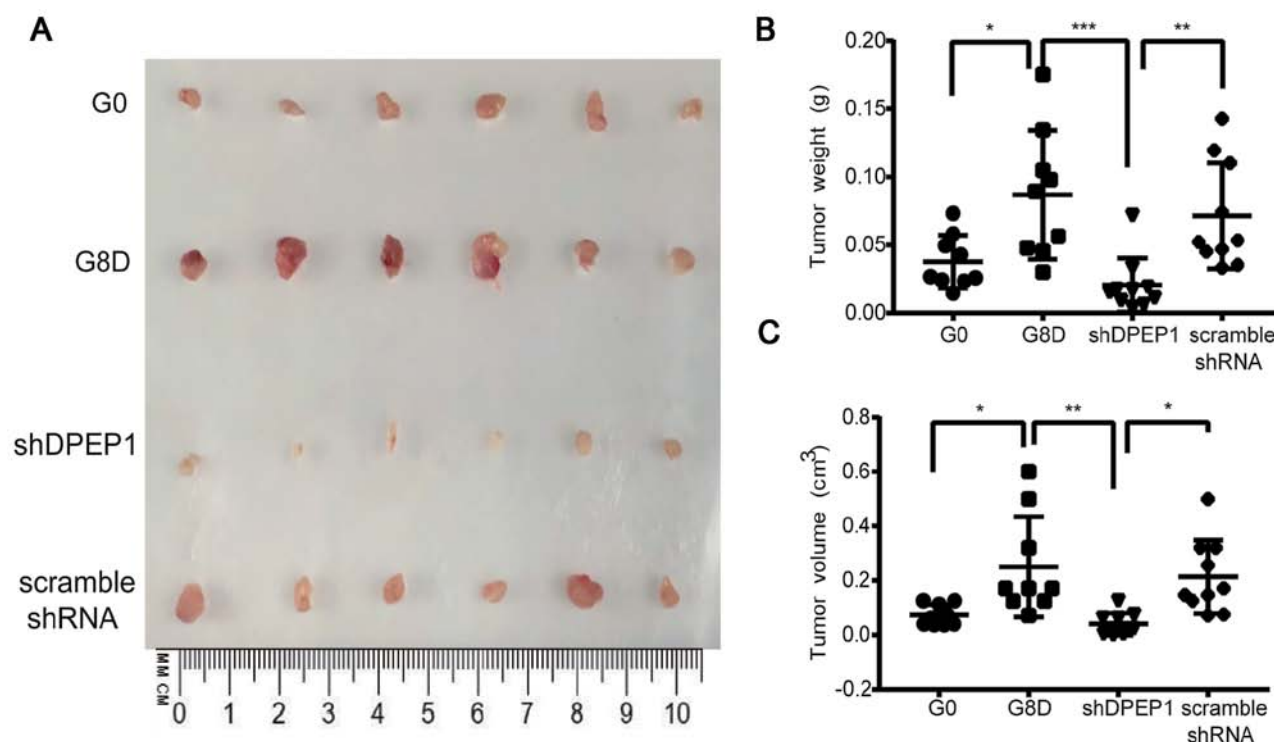 A
G0
G8D
shDPEP1
scramble
shRNA
MM CM
0 1 2 3 4 5 6 7 8 9 10
B
* *** **
Tumor weight (g)
0.20
0.15
0.10
0.05
0.00
G0 G8D shDPEP1 scramble
shRNA
C
* ** *
Tumor volume (cm3)
0.8
0.6
0.4
0.2
0.0
-0.2
G0 G8D shDPEP1 scramble
shRNA